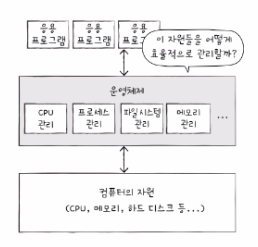 응용
프로그램
응용
프로그램
응용
프로그램
이 자원들을 어떻게
효율적으로 관리할까?
운영체제
CPU
관리
프로세스
관리
파일시스템
관리
메모리
관리
...
컴퓨터의 자원
(CPU, 메모리, 하드 디스크 등...)